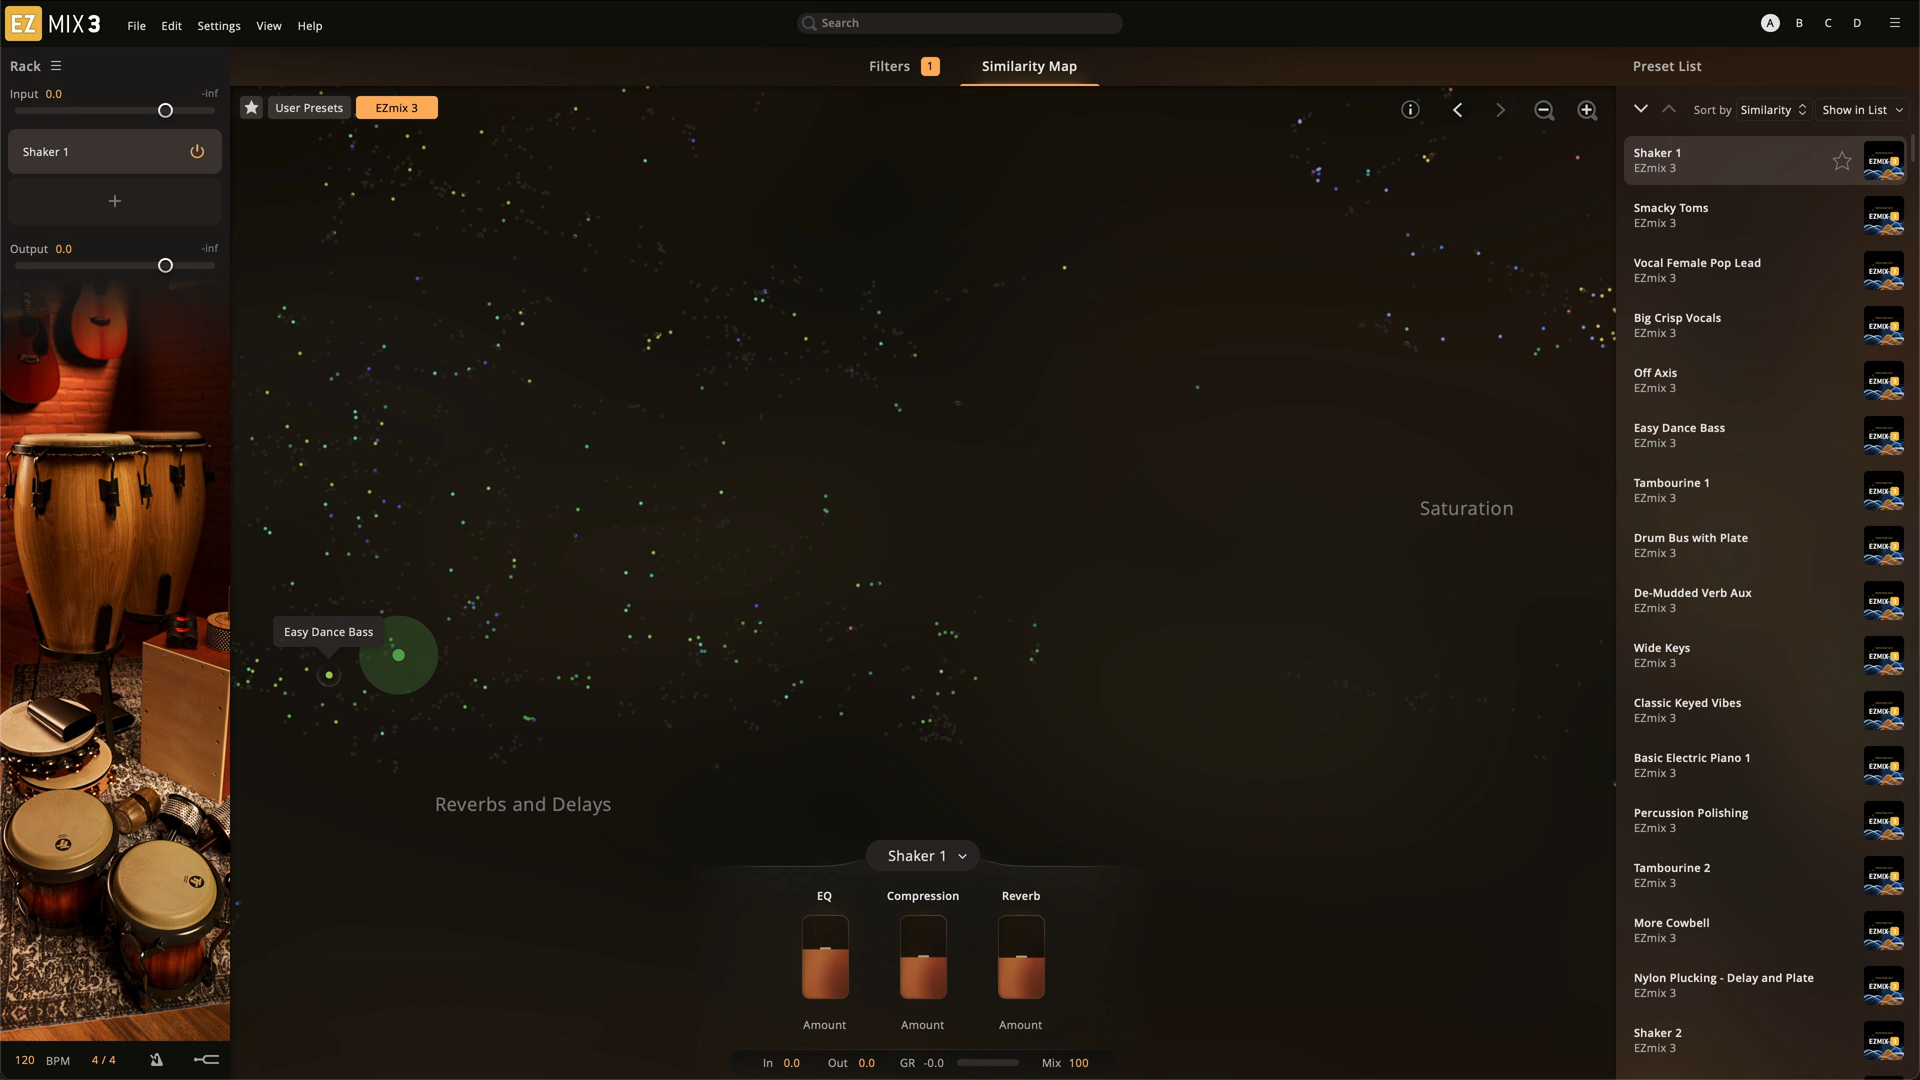 EZ MIX 3
File Edit Settings View Help
Search
A B C D
Rack
Filters 1
Similarity Map
Preset List
Input 0.0 -inf
User Presets
EZmix 3
Sort by Similarity
Show in List
Shaker 1
Output 0.0 -inf
Easy Dance Bass
Saturation
Reverbs and Delays
Shaker 1
EQ Compression Reverb
Amount Amount Amount
In 0.0 Out 0.0 GR -0.0 Mix 100
120 BPM 4 / 4
Shaker 1
EZmix 3
Smacky Toms
EZmix 3
Vocal Female Pop Lead
EZmix 3
Big Crisp Vocals
EZmix 3
Off Axis
EZmix 3
Easy Dance Bass
EZmix 3
Tambourine 1
EZmix 3
Drum Bus with Plate
EZmix 3
De-Mudded Verb Aux
EZmix 3
Wide Keys
EZmix 3
Classic Keyed Vibes
EZmix 3
Basic Electric Piano 1
EZmix 3
Percussion Polishing
EZmix 3
Tambourine 2
EZmix 3
More Cowbell
EZmix 3
Nylon Plucking - Delay and Plate
EZmix 3
Shaker 2
EZmix 3